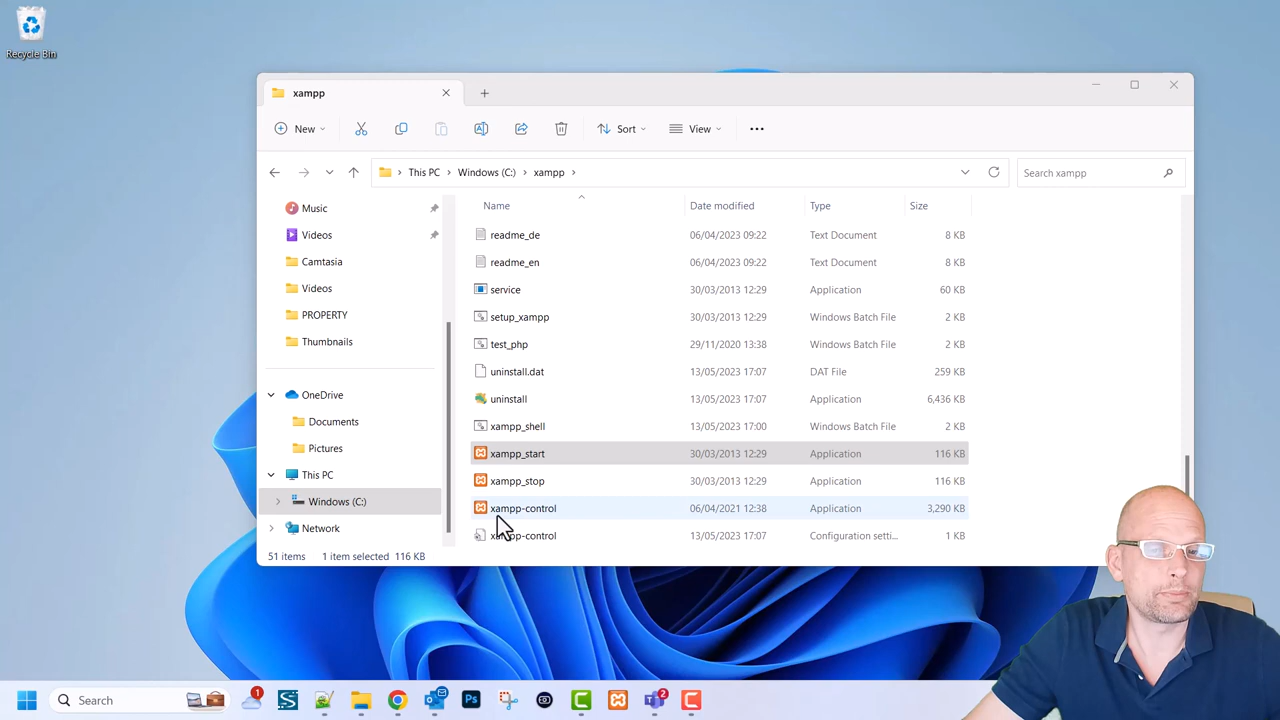 Recycle Bin
xampp
New
Sort
View
This PC
Windows (C:)
xampp
Search xampp
Music
Videos
Camtasia
Videos
PROPERTY
Thumbnails
OneDrive
Documents
Pictures
This PC
Windows (C:)
Network
Name Date modified Type Size
readme_de 06/04/2023 09:22 Text Document 8 KB
readme_en 06/04/2023 09:22 Text Document 8 KB
service 30/03/2013 12:29 Application 60 KB
setup_xampp 30/03/2013 12:29 Windows Batch File 2 KB
test_php 29/11/2020 13:38 Windows Batch File 2 KB
uninstall.dat 13/05/2023 17:07 DAT File 259 KB
uninstall 13/05/2023 17:07 Application 6,436 KB
xampp_shell 13/05/2023 17:00 Windows Batch File 2 KB
xampp_start 30/03/2013 12:29 Application 116 KB
xampp_stop 30/03/2013 12:29 Application 116 KB
xampp-control 06/04/2021 12:38 Application 3,290 KB
xampp-control 13/05/2023 17:07 Configuration setti... 1 KB
51 items 1 item selected 116 KB
Search
1
Ps
2